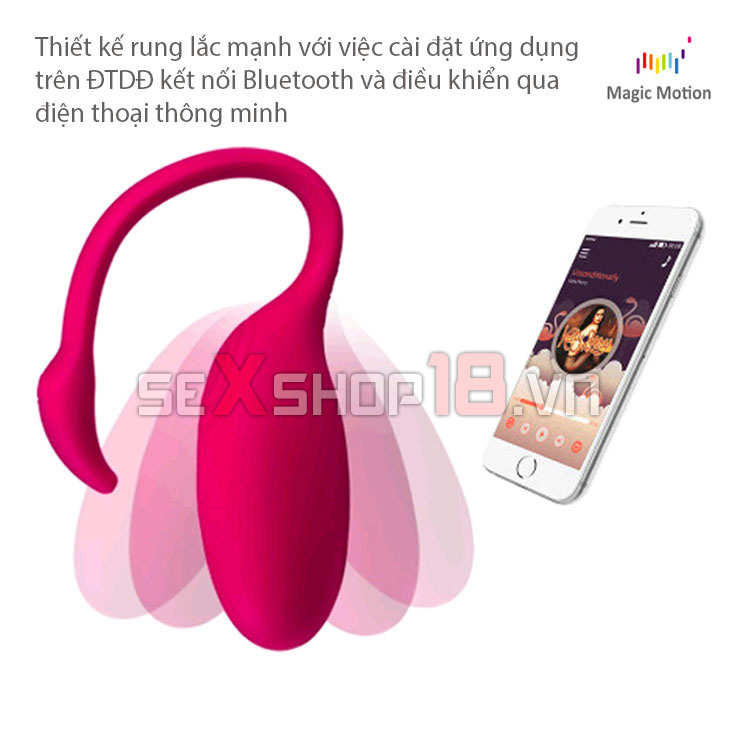 Thiết kế rung lắc mạnh với việc cài đặt ứng dụng
trên ĐTDĐ kết nối Bluetooth và điều khiển qua
điện thoại thông minh
Magic Motion
seXshop18.vn